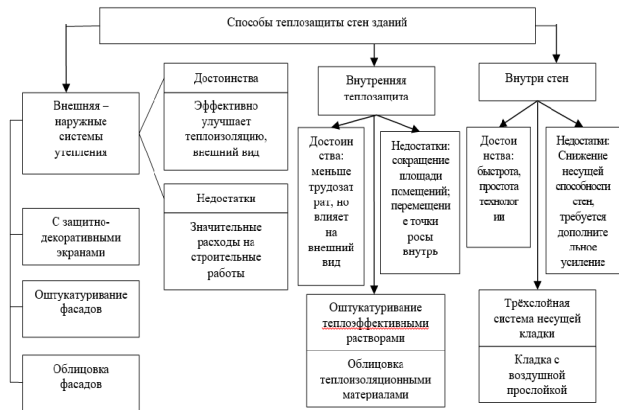 Способы теплозащиты стен зданий
Внешняя –
наружные
системы
утепления
Достоинства
Эффективно
улучшает
теплоизоляцию,
внешний вид
Недостатки
Значительные
расходы на
строительные
работы
С защитно-
декоративными
экранами
Оштукатуривание
фасадов
Облицовка
фасадов
Внутренняя
теплозащита
Достоин
ства:
меньше
трудозат
рат, но
влияет
на
внешний
вид
Недостатки:
сокращение
площади
помещений;
перемещени
е точки
росы
внутрь
Оштукатуривание
теплоэффективными
растворами
Облицовка
теплоизоляционными
материалами
Внутри стен
Достои
нства:
быстрота,
простота
технолог
ии
Недостатки:
Снижение
несущей
способности
стен,
требуется
дополните
льное
усиление
Трёхслойная
система несущей
кладки
Кладка с
воздушной
прослойкой